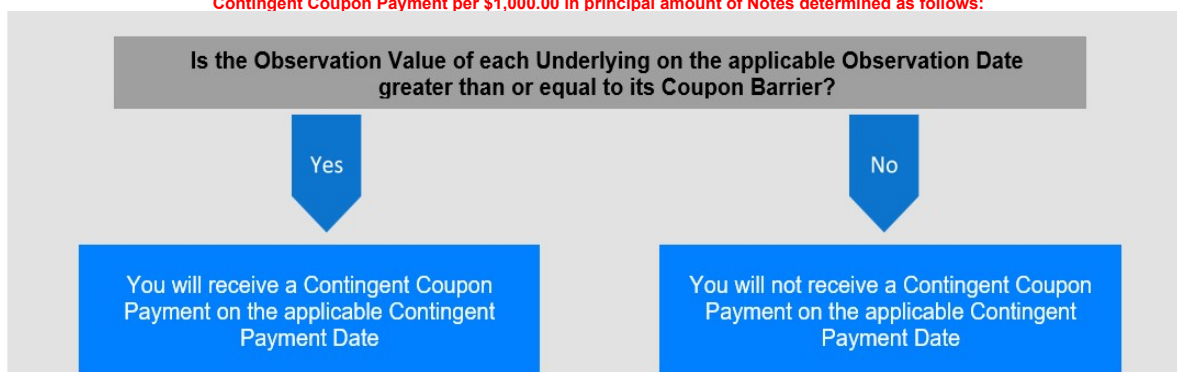 Contingent Coupon Payment per $1,000.00 in principal amount of Notes determined as follows:
Is the Observation Value of each Underlying on the applicable Observation Date
greater than or equal to its Coupon Barrier?
Yes
No
You will receive a Contingent Coupon
Payment on the applicable Contingent
Payment Date
You will not receive a Contingent Coupon
Payment on the applicable Contingent
Payment Date